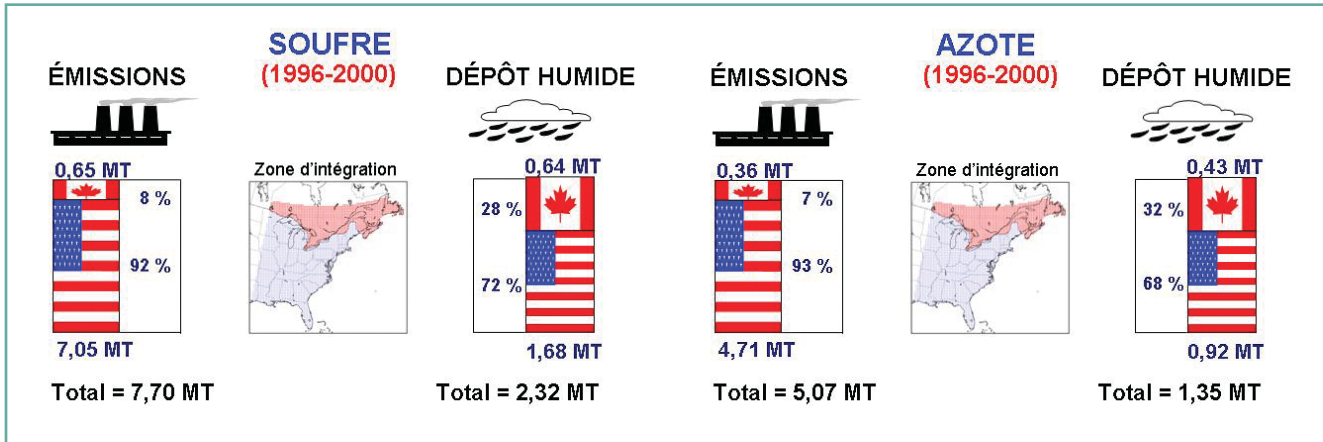 SOUFRE
(1996-2000)
ÉMISSIONS
DÉPÔT HUMIDE
0,65 MT
8 %
92 %
7,05 MT
Total = 7,70 MT
Zone d'intégration
0,64 MT
28 %
72 %
1,68 MT
Total = 2,32 MT
AZOTE
(1996-2000)
ÉMISSIONS
DÉPÔT HUMIDE
0,36 MT
7 %
93 %
4,71 MT
Total = 5,07 MT
Zone d'intégration
0,43 MT
32 %
68 %
0,92 MT
Total = 1,35 MT